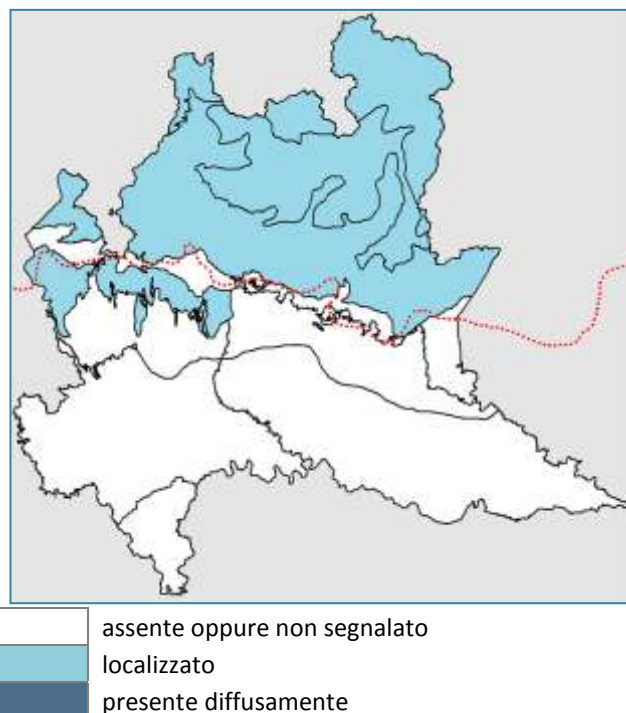 assente oppure non segnalato
localizzato
presente diffusamente